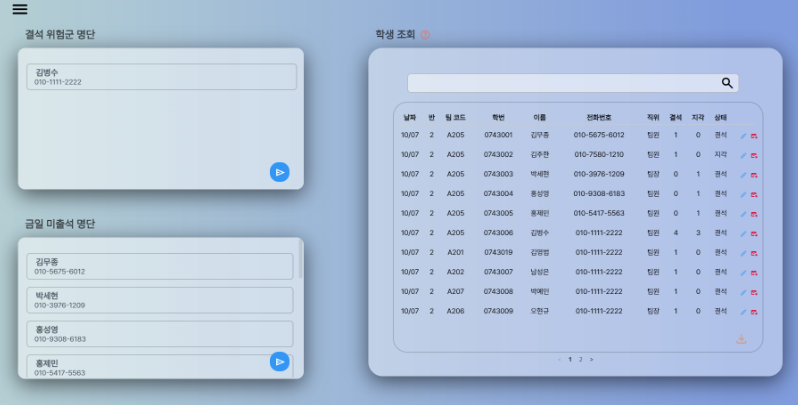 결석 위험군 명단
김병수
010-1111-2222
금일 미출석 명단
김무종
010-5675-6012
박세현
010-3976-1209
홍성영
010-9308-6183
홍재민
010-5417-5563
학생 조회
날짜 반 팀 코드 학번 이름 전화번호 직위 결석 지각 상태
10/07 2 A205 0743001 김무종 010-5675-6012 팀원 1 0 결석
10/07 2 A205 0743002 김주현 010-7580-1210 팀원 1 0 지각
10/07 2 A205 0743003 박세현 010-3976-1209 팀장 0 1 결석
10/07 2 A205 0743004 홍성영 010-9308-6183 팀원 0 1 결석
10/07 2 A205 0743005 홍재민 010-5417-5563 팀원 0 1 결석
10/07 2 A205 0743006 김병수 010-1111-2222 팀원 4 3 결석
10/07 2 A201 0743019 김영범 010-1111-2222 팀원 1 0 결석
10/07 2 A202 0743007 남성은 010-1111-2222 팀원 1 0 결석
10/07 2 A207 0743008 박예인 010-1111-2222 팀원 1 0 결석
10/07 2 A206 0743009 오현규 010-1111-2222 팀장 1 0 결석
< 1 2 >